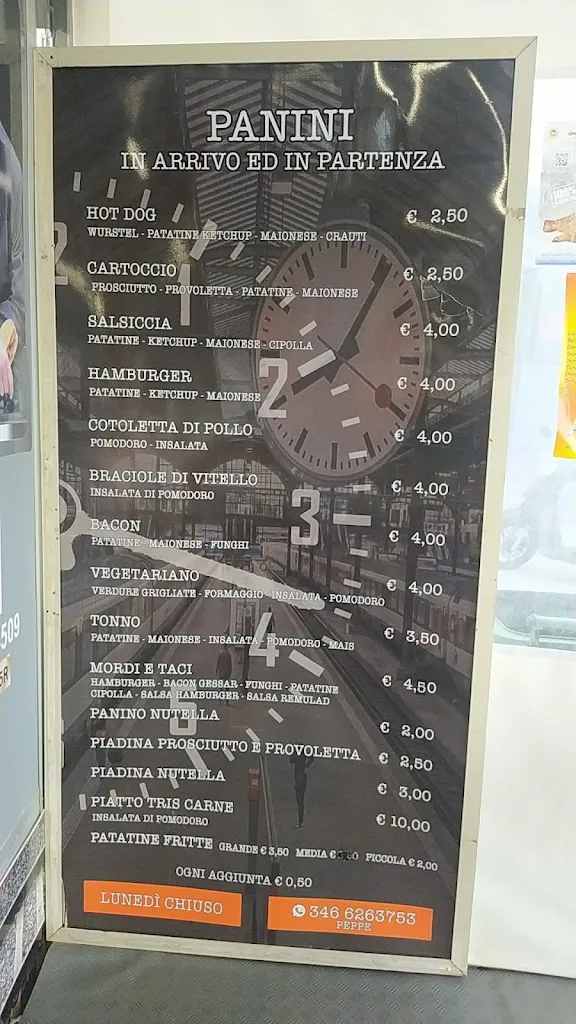 PANINI
IN ARRIVO ED IN PARTENZA
HOT DOG € 2,50
WURSTEL - PATATINE KETCHUP - MAIONESE - CRAUTI
CARTOCCIO € 2,50
PROSCIUTTO - PROVOLETTA - PATATINE - MAIONESE
SALSICCIA € 4,00
PATATINE - KETCHUP - MAIONESE - CIPOLLA
HAMBURGER € 4,00
PATATINE - KETCHUP - MAIONESE
2
COTOLETTA DI POLLO € 4,00
POMODORO - INSALATA
BRACIOLE DI VITELLO € 4,00
INSALATA DI POMODORO
3
BACON € 4,00
PATATINE - MAIONESE - FUNGHI
VEGETARIANO € 4,00
VERDURE GRIGLIATE - FORMAGGIO - INSALATA - POMODORO
TONNO € 3,50
PATATINE - MAIONESE - INSALATA - POMODORO - MAIS
4
MORDI E TACI € 4,50
HAMBURGER - BACON GESSAR - FUNGHI - PATATINE
CIPOLLA - SALSA HAMBURGER - SALSA REMULAD
PANINO NUTELLA € 2,00
5
PIADINA PROSCIUTTO E PROVOLETTA € 2,50
PIADINA NUTELLA € 3,00
PIATTO TRIS CARNE € 10,00
INSALATA DI POMODORO
PATATINE FRITTE GRANDE € 3,50 MEDIA € PICCOLA € 2,00
OGNI AGGIUNTA € 0,50
LUNEDÌ CHIUSO
346 6263753
PEPPE
509